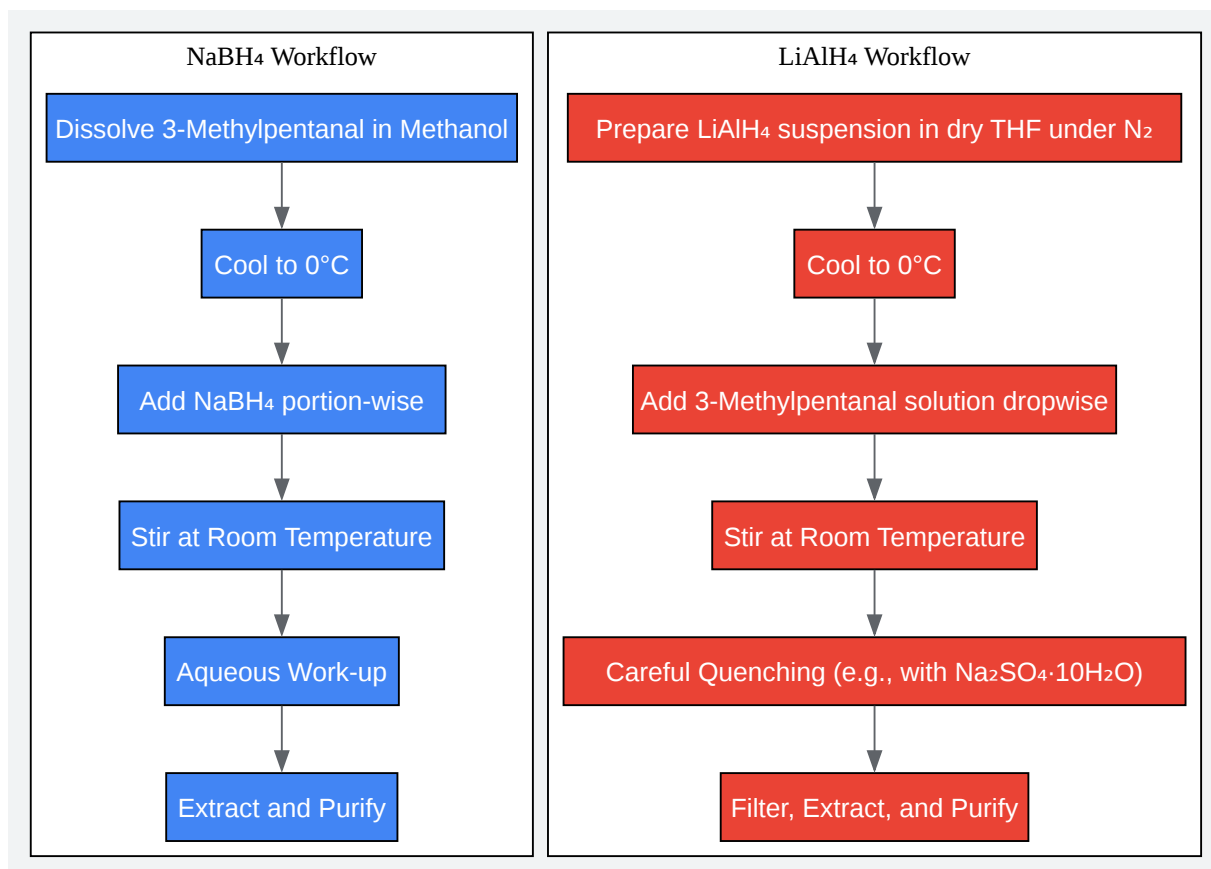 NaBH₄ Workflow
Dissolve 3-Methylpentanal in Methanol
Cool to 0°C
Add NaBH₄ portion-wise
Stir at Room Temperature
Aqueous Work-up
Extract and Purify
LiAlH₄ Workflow
Prepare LiAlH₄ suspension in dry THF under N₂
Cool to 0°C
Add 3-Methylpentanal solution dropwise
Stir at Room Temperature
Careful Quenching (e.g., with Na₂SO₄·10H₂O)
Filter, Extract, and Purify